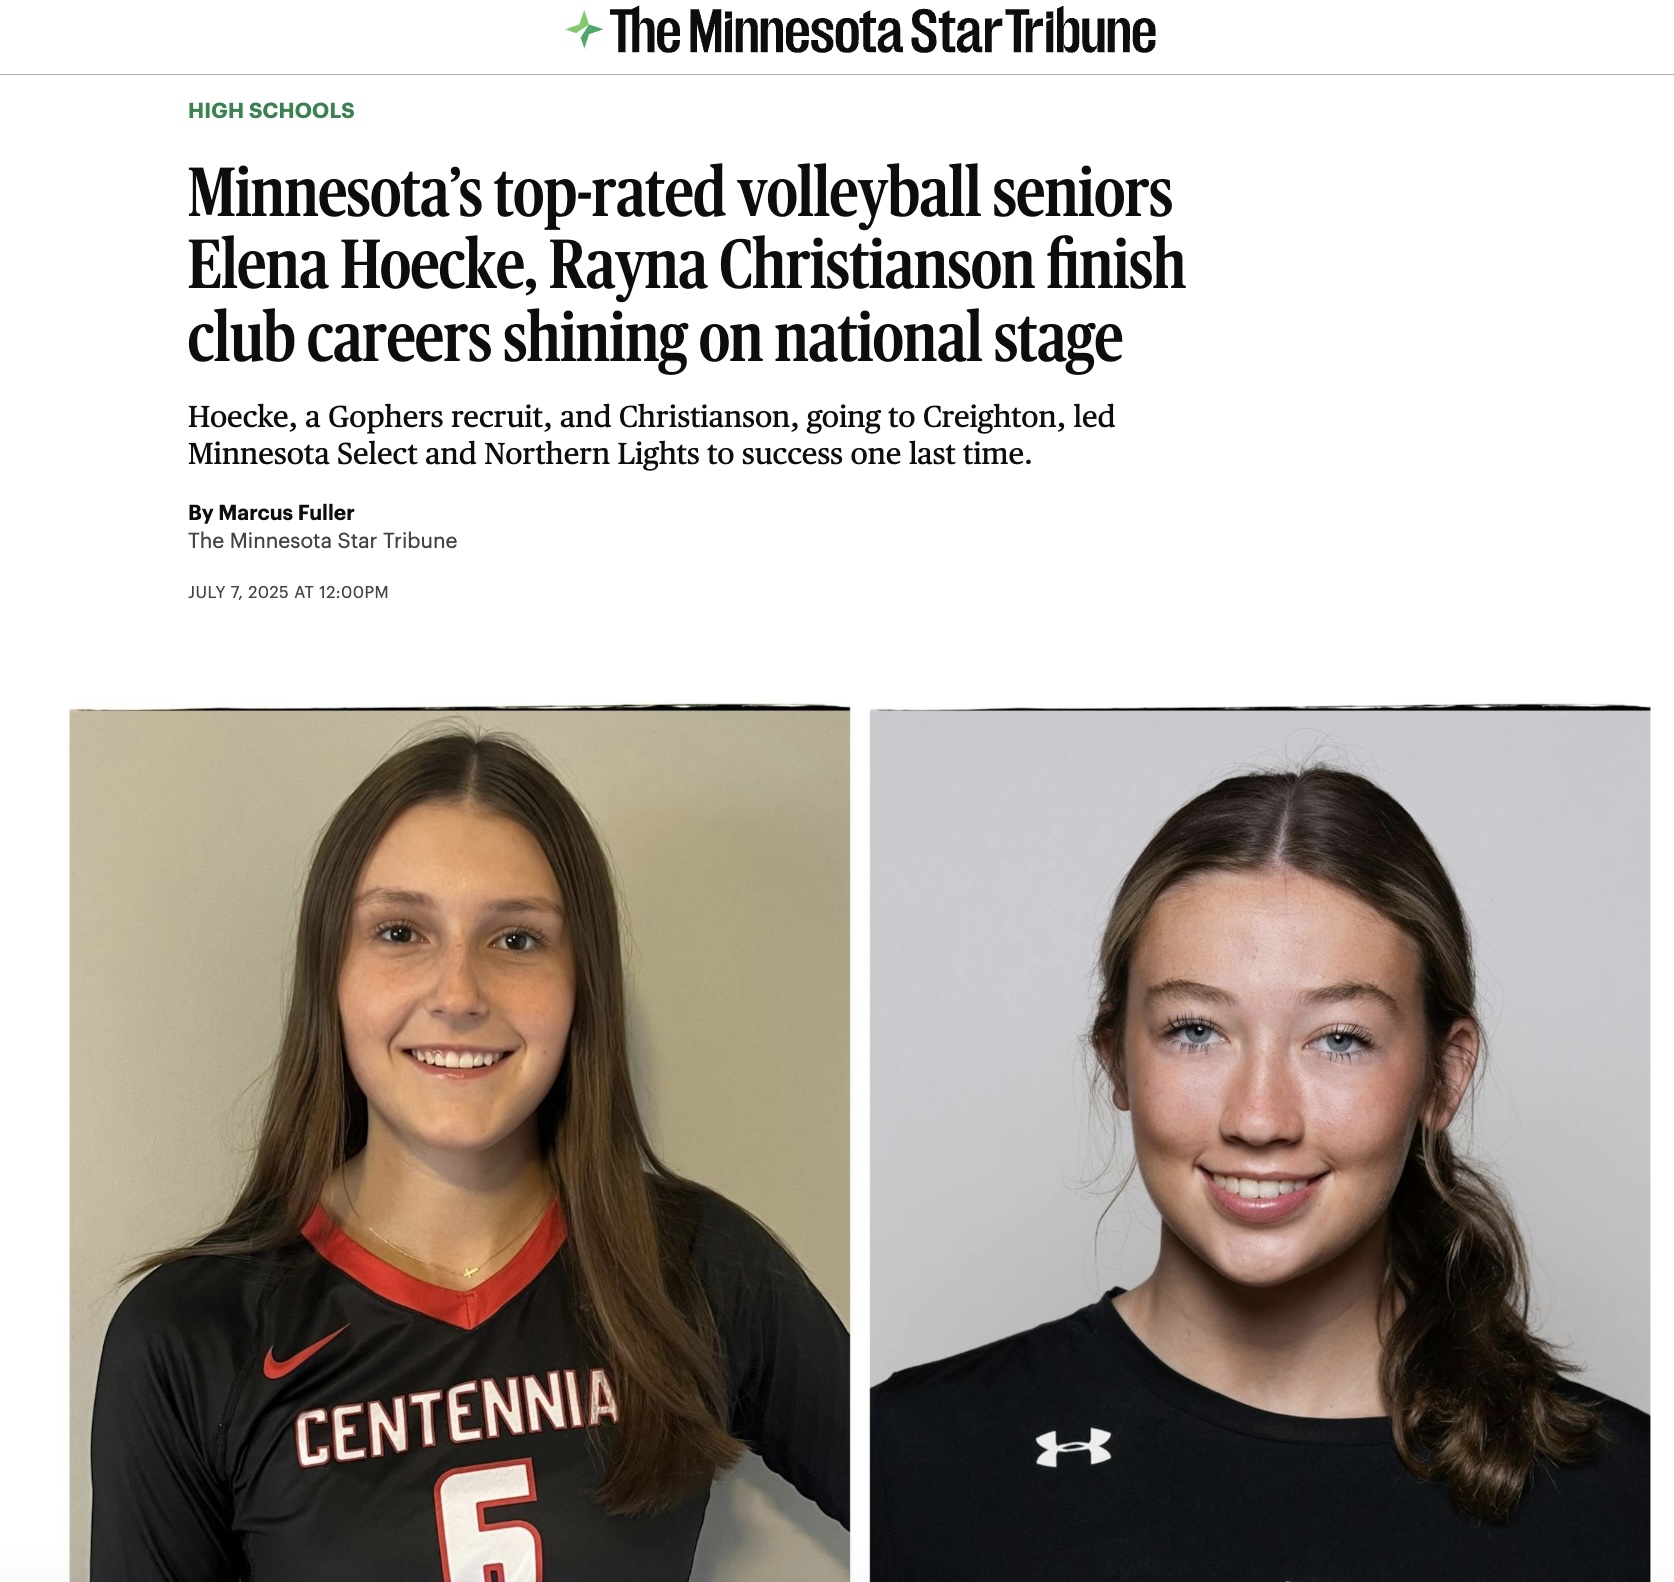 The Minnesota Star Tribune
HIGH SCHOOLS
Minnesota’s top-rated volleyball seniors
Elena Hoecke, Rayna Christianson finish
club careers shining on national stage
Hoecke, a Gophers recruit, and Christianson, going to Creighton, led
Minnesota Select and Northern Lights to success one last time.
By Marcus Fuller
The Minnesota Star Tribune
JULY 7, 2025 AT 12:00PM
CENTENNIA
6